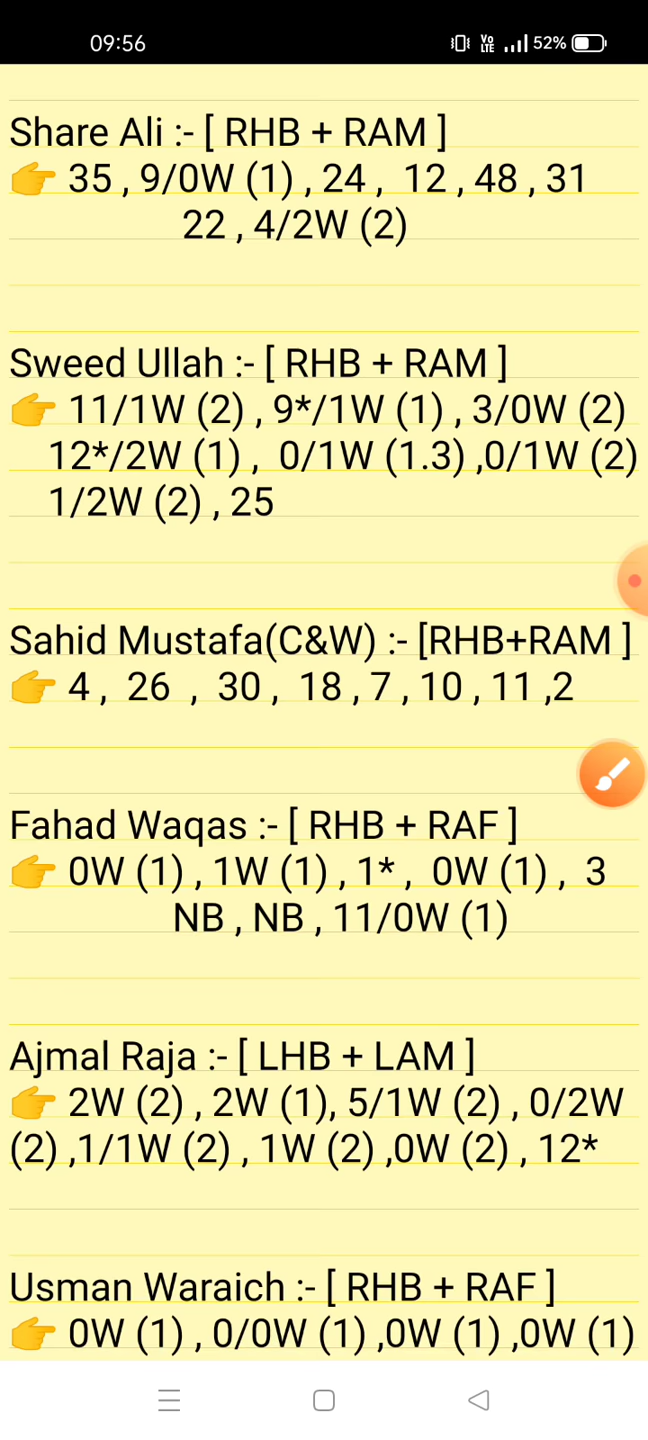 09:56 Vo LTE 52%
Share Ali :- [ RHB + RAM ]
👉 35 , 9/0W (1) , 24 , 12 , 48 , 31
22 , 4/2W (2)
Sweed Ullah :- [ RHB + RAM ]
👉 11/1W (2) , 9*/1W (1) , 3/0W (2)
12*/2W (1) , 0/1W (1.3) ,0/1W (2)
1/2W (2) , 25
Sahid Mustafa(C&W) :- [RHB+RAM ]
👉 4 , 26 , 30 , 18 , 7 , 10 , 11 ,2
Fahad Waqas :- [ RHB + RAF ]
👉 0W (1) , 1W (1) , 1* , 0W (1) , 3
NB , NB , 11/0W (1)
Ajmal Raja :- [ LHB + LAM ]
👉 2W (2) , 2W (1), 5/1W (2) , 0/2W
(2) ,1/1W (2) , 1W (2) ,0W (2) , 12*
Usman Waraich :- [ RHB + RAF ]
👉 0W (1) , 0/0W (1) ,0W (1) ,0W (1)